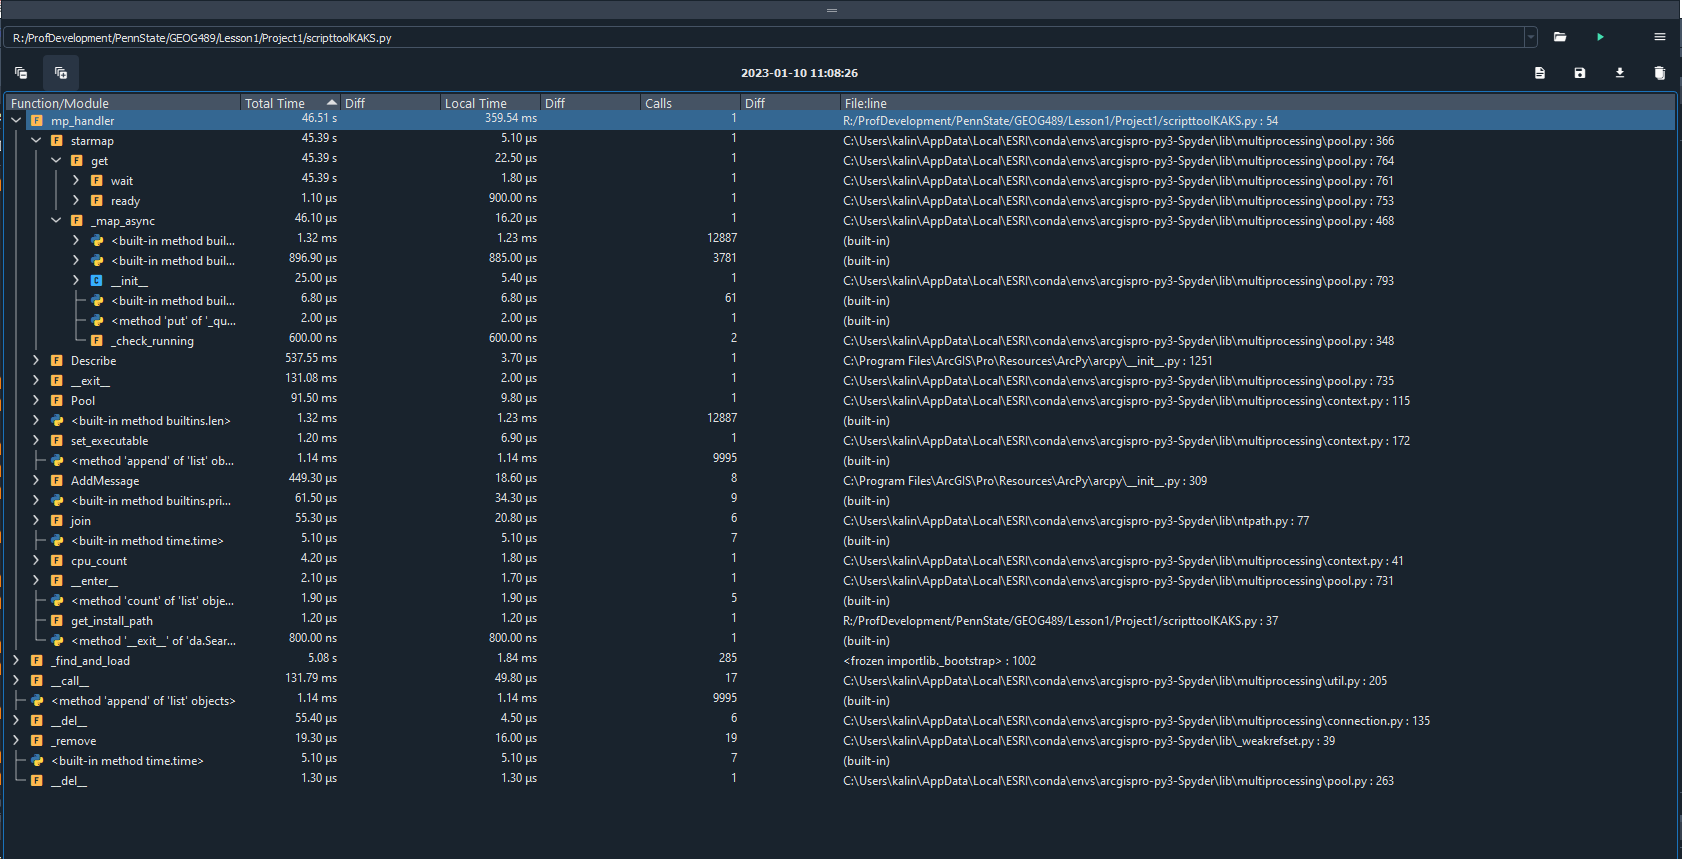 R:/ProfDevelopment/PennState/GEOG489/Lesson1/Project1/scripttoolKAKS.py
2023-01-10 11:08:26
Function/Module Total Time Diff Local Time Diff Calls Diff File:line
mp_handler 46.51 s 359.54 ms 1 R:/ProfDevelopment/PennState/GEOG489/Lesson1/Project1/scripttoolKAKS.py : 54
starmap 45.39 s 5.10 µs 1 C:\Users\kalin\AppData\Local\ESRI\conda\envs\arcgispro-py3-Spyder\lib\multiprocessing\pool.py : 366
get 45.39 s 22.50 µs 1 C:\Users\kalin\AppData\Local\ESRI\conda\envs\arcgispro-py3-Spyder\lib\multiprocessing\pool.py : 764
wait 45.39 s 1.80 µs 1 C:\Users\kalin\AppData\Local\ESRI\conda\envs\arcgispro-py3-Spyder\lib\multiprocessing\pool.py : 761
ready 1.10 µs 900.00 ns 1 C:\Users\kalin\AppData\Local\ESRI\conda\envs\arcgispro-py3-Spyder\lib\multiprocessing\pool.py : 753
_map_async 46.10 µs 16.20 µs 1 C:\Users\kalin\AppData\Local\ESRI\conda\envs\arcgispro-py3-Spyder\lib\multiprocessing\pool.py : 468
<built-in method buil... 1.32 ms 1.23 ms 12887 (built-in)
<built-in method buil... 896.90 µs 885.00 µs 3781 (built-in)
__init__ 25.00 µs 5.40 µs 1 C:\Users\kalin\AppData\Local\ESRI\conda\envs\arcgispro-py3-Spyder\lib\multiprocessing\pool.py : 793
<built-in method buil... 6.80 µs 6.80 µs 61 (built-in)
<method 'put' of '_qu... 2.00 µs 2.00 µs 1 (built-in)
_check_running 600.00 ns 600.00 ns 2 C:\Users\kalin\AppData\Local\ESRI\conda\envs\arcgispro-py3-Spyder\lib\multiprocessing\pool.py : 348
Describe 537.55 ms 3.70 µs 1 C:\Program Files\ArcGIS\Pro\Resources\ArcPy\arcpy\__init__.py : 1251
__exit__ 131.08 ms 2.00 µs 1 C:\Users\kalin\AppData\Local\ESRI\conda\envs\arcgispro-py3-Spyder\lib\multiprocessing\pool.py : 735
Pool 91.50 ms 9.80 µs 1 C:\Users\kalin\AppData\Local\ESRI\conda\envs\arcgispro-py3-Spyder\lib\multiprocessing\context.py : 115
<built-in method builtins.len> 1.32 ms 1.23 ms 12887 (built-in)
set_executable 1.20 ms 6.90 µs 1 C:\Users\kalin\AppData\Local\ESRI\conda\envs\arcgispro-py3-Spyder\lib\multiprocessing\context.py : 172
<method 'append' of 'list' ob... 1.14 ms 1.14 ms 9995 (built-in)
AddMessage 449.30 µs 18.60 µs 8 C:\Program Files\ArcGIS\Pro\Resources\ArcPy\arcpy\__init__.py : 309
<built-in method builtins.pri... 61.50 µs 34.30 µs 9 (built-in)
join 55.30 µs 20.80 µs 6 C:\Users\kalin\AppData\Local\ESRI\conda\envs\arcgispro-py3-Spyder\lib\ntpath.py : 77
<built-in method time.time> 5.10 µs 5.10 µs 7 (built-in)
cpu_count 4.20 µs 1.80 µs 1 C:\Users\kalin\AppData\Local\ESRI\conda\envs\arcgispro-py3-Spyder\lib\multiprocessing\context.py : 41
__enter__ 2.10 µs 1.70 µs 1 C:\Users\kalin\AppData\Local\ESRI\conda\envs\arcgispro-py3-Spyder\lib\multiprocessing\pool.py : 731
<method 'count' of 'list' obje... 1.90 µs 1.90 µs 5 (built-in)
get_install_path 1.20 µs 1.20 µs 1 R:/ProfDevelopment/PennState/GEOG489/Lesson1/Project1/scripttoolKAKS.py : 37
<method '__exit__' of 'da.Sear... 800.00 ns 800.00 ns 1 (built-in)
_find_and_load 5.08 s 1.84 ms 285 <frozen importlib._bootstrap> : 1002
__call__ 131.79 ms 49.80 µs 17 C:\Users\kalin\AppData\Local\ESRI\conda\envs\arcgispro-py3-Spyder\lib\multiprocessing\util.py : 205
<method 'append' of 'list' objects> 1.14 ms 1.14 ms 9995 (built-in)
__del__ 55.40 µs 4.50 µs 6 C:\Users\kalin\AppData\Local\ESRI\conda\envs\arcgispro-py3-Spyder\lib\multiprocessing\connection.py : 135
_remove 19.30 µs 16.00 µs 19 C:\Users\kalin\AppData\Local\ESRI\conda\envs\arcgispro-py3-Spyder\lib\_weakrefset.py : 39
<built-in method time.time> 5.10 µs 5.10 µs 7 (built-in)
__del__ 1.30 µs 1.30 µs 1 C:\Users\kalin\AppData\Local\ESRI\conda\envs\arcgispro-py3-Spyder\lib\multiprocessing\pool.py : 263